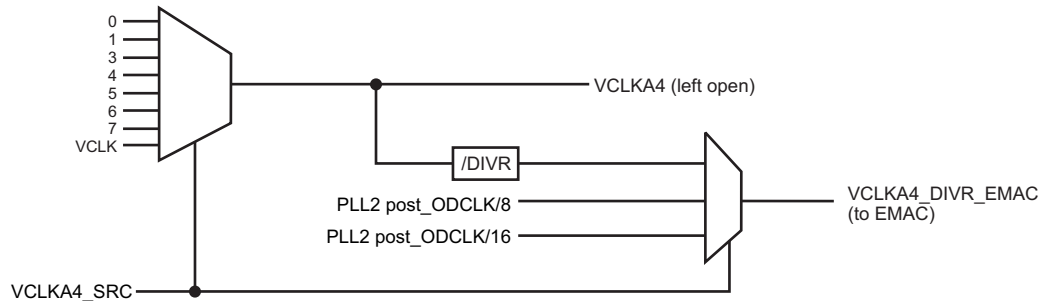 0
1
3
4
5
6
7
VCLK
VCLKA4 (left open)
/DIVR
PLL2 post_ODCLK/8
PLL2 post_ODCLK/16
VCLKA4_DIVR_EMAC
(to EMAC)
VCLKA4_SRC